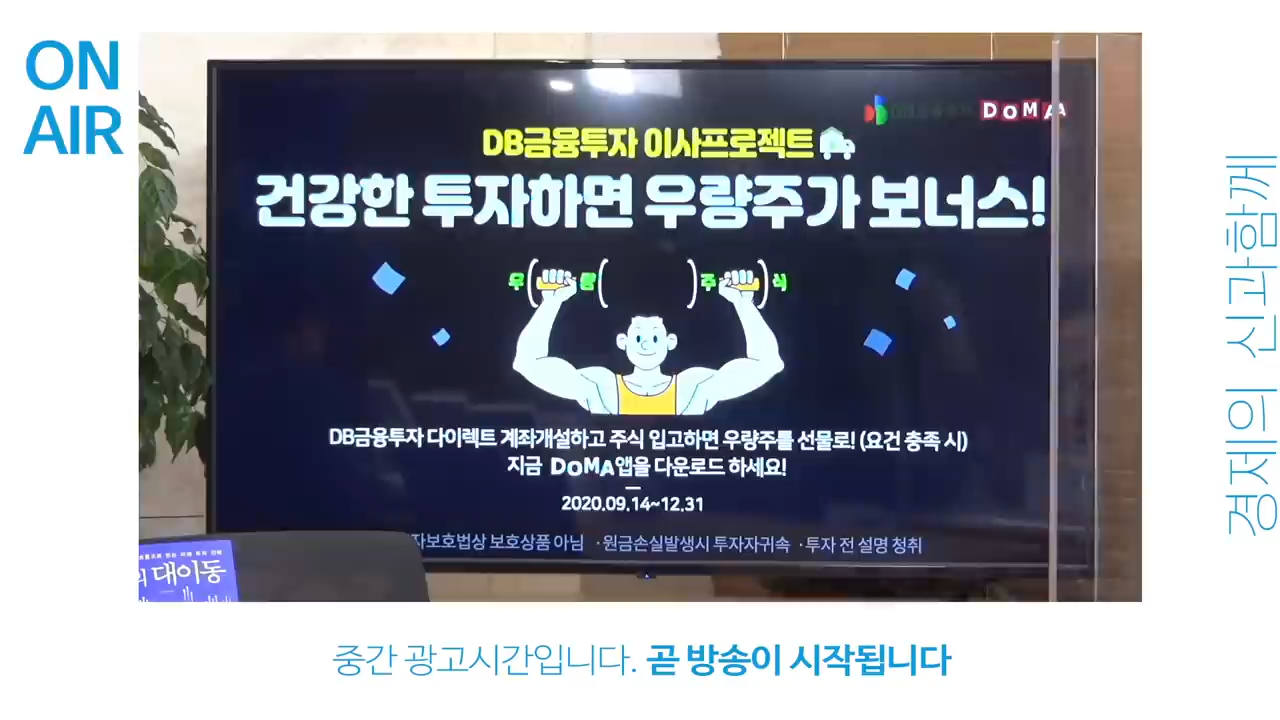 ON
AIR
DOMA
DB금융투자 이사프로젝트
건강한 투자하면 우량주가 보너스!
우 량 주 식
DB금융투자 다이렉트 계좌개설하고 주식 입고하면 우량주를 선물로! (요건 충족 시)
지금 DOMA앱을 다운로드 하세요!
2020.09.14~12.31
자보호법상 보호상품 아님 ·원금손실발생시 투자자귀속 ·투자 전 설명 청취
의 대이동
경제의 신과함께
중간 광고시간입니다. 곧 방송이 시작됩니다